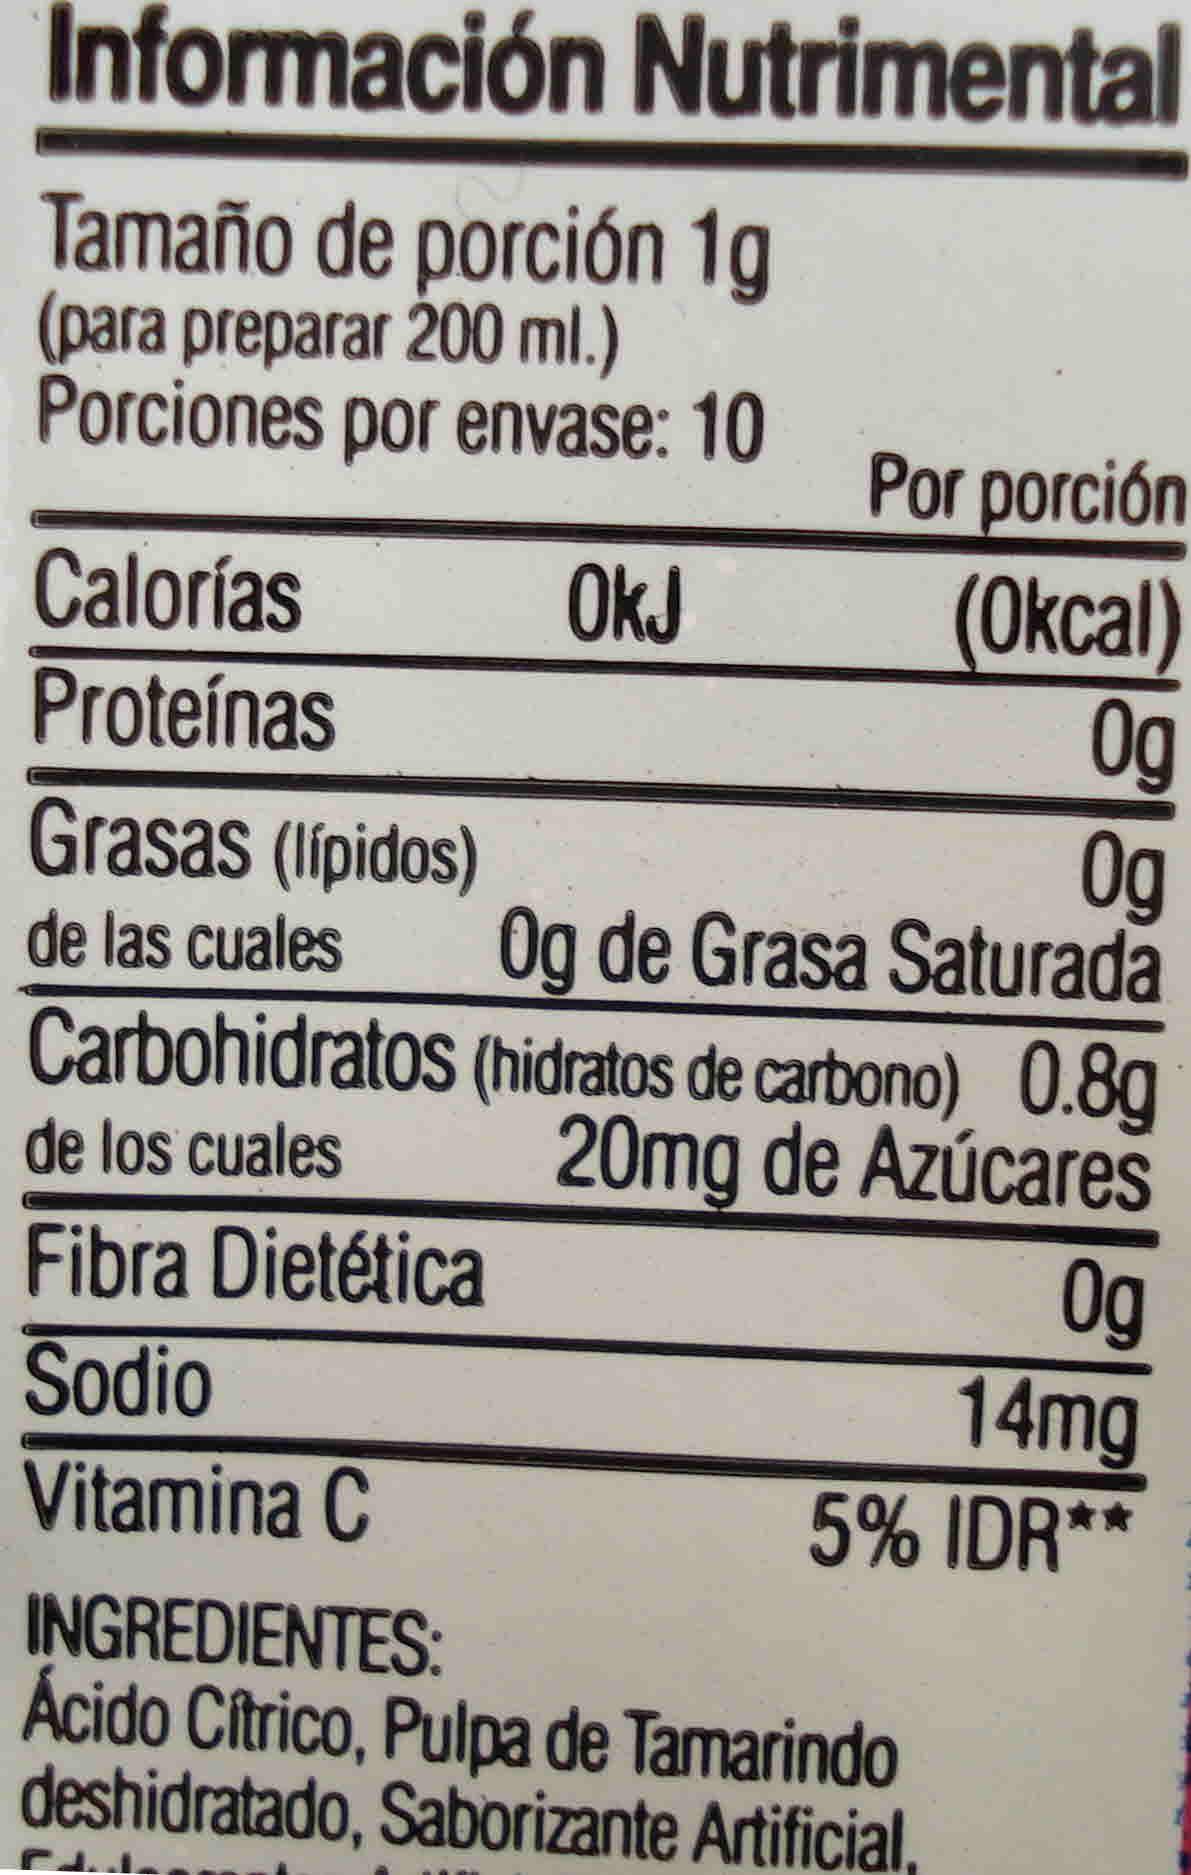 Información Nutrimental
Tamaño de porción 1g
(para preparar 200 ml.)
Porciones por envase: 10
Por porción
Calorías 0kJ (0kcal)
Proteínas 0g
Grasas (lípidos) 0g
de las cuales 0g de Grasa Saturada
Carbohidratos (hidratos de carbono) 0.8g
de los cuales 20mg de Azúcares
Fibra Dietética 0g
Sodio 14mg
Vitamina C 5% IDR**
INGREDIENTES:
Ácido Cítrico, Pulpa de Tamarindo
deshidratado, Saborizante Artificial,